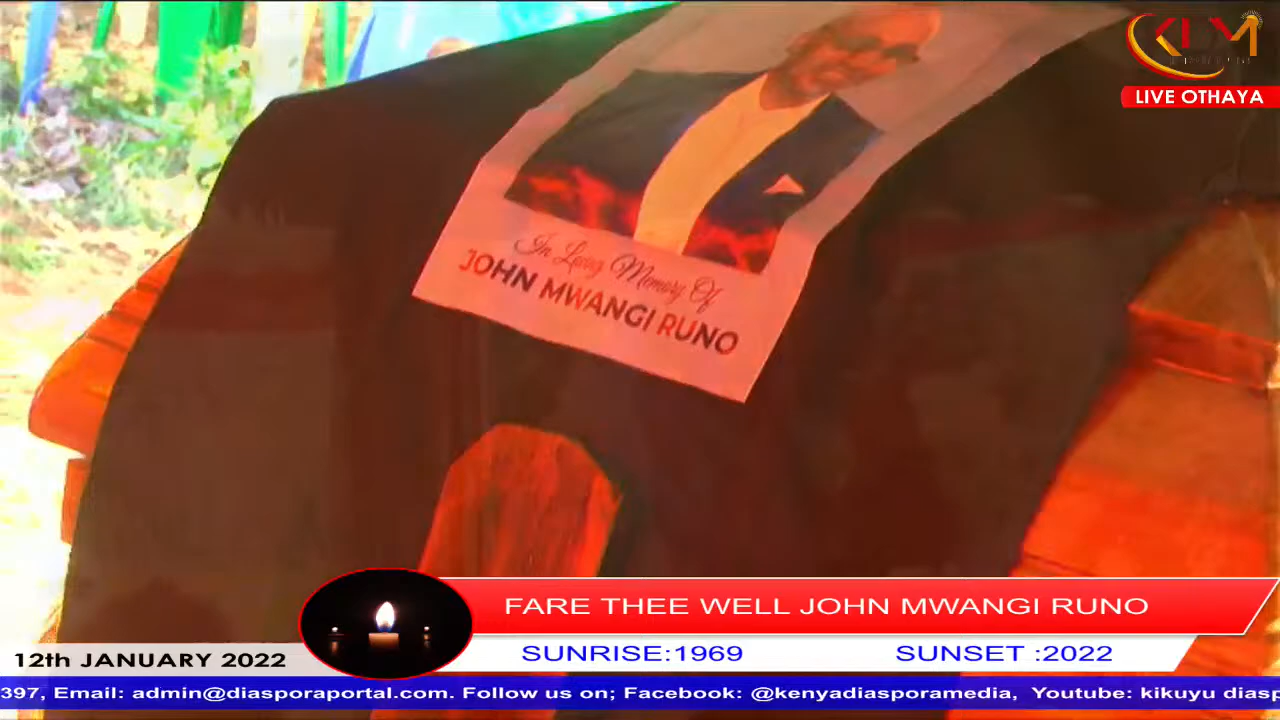 KDM
LIVE OTHAYA
In Loving Memory Of
JOHN MWANGI RUNO
FARE THEE WELL JOHN MWANGI RUNO
SUNRISE:1969 SUNSET :2022
12th JANUARY 2022
397, Email: admin@diasporaportal.com. Follow us on; Facebook: @kenyadiasporamedia, Youtube: kikuyu diasp